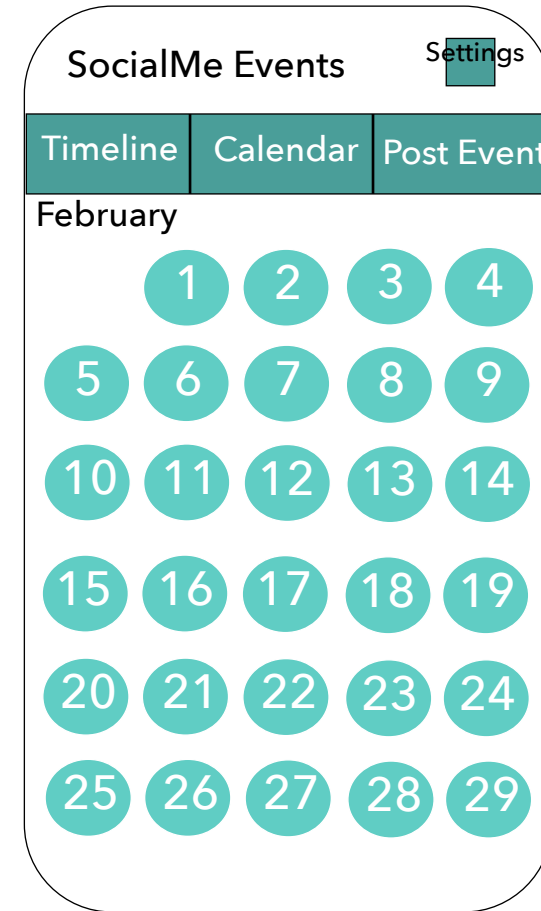 SocialMe Events Settings
Timeline Calendar Post Event
February
1 2 3 4
5 6 7 8 9
10 11 12 13 14
15 16 17 18 19
20 21 22 23 24
25 26 27 28 29